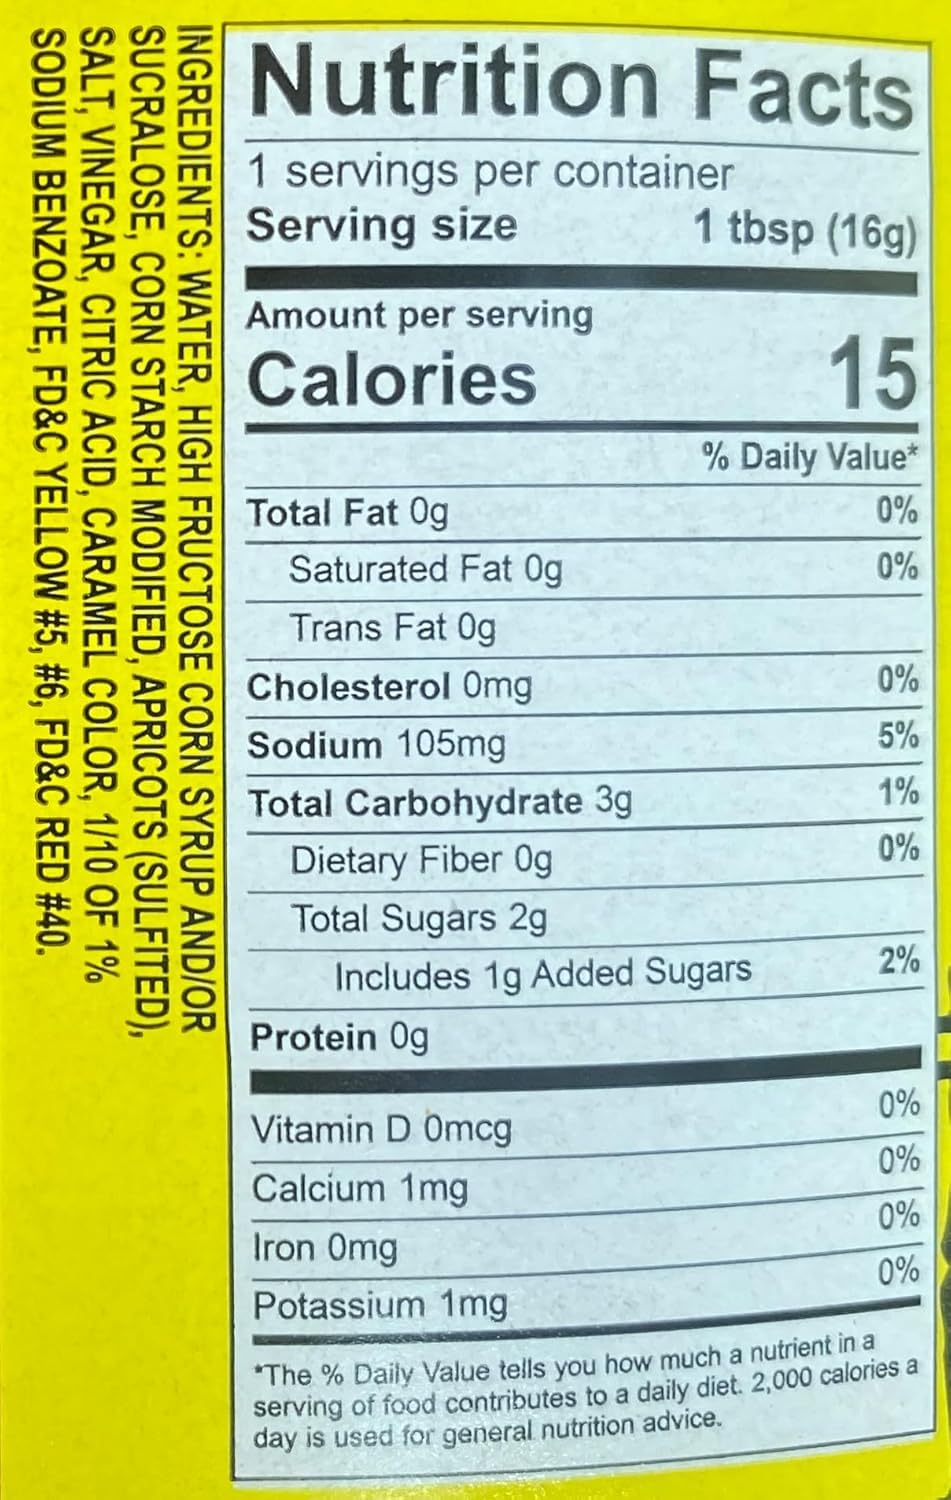 Nutrition Facts
1 servings per container
Serving size 1 tbsp (16g)
Amount per serving
Calories 15
% Daily Value*
Total Fat 0g 0%
Saturated Fat 0g 0%
Trans Fat 0g
Cholesterol 0mg 0%
Sodium 105mg 5%
Total Carbohydrate 3g 1%
Dietary Fiber 0g 0%
Total Sugars 2g
Includes 1g Added Sugars 2%
Protein 0g
Vitamin D 0mcg 0%
Calcium 1mg 0%
Iron 0mg 0%
Potassium 1mg 0%
*The % Daily Value tells you how much a nutrient in a
serving of food contributes to a daily diet. 2,000 calories a
day is used for general nutrition advice.
INGREDIENTS: WATER, HIGH FRUCTOSE CORN SYRUP AND/OR
SUCRALOSE, CORN STARCH MODIFIED, APRICOTS (SULFITED),
SALT, VINEGAR, CITRIC ACID, CARAMEL COLOR, 1/10 OF 1%
SODIUM BENZOATE, FD&C YELLOW #5, #6, FD&C RED #40.